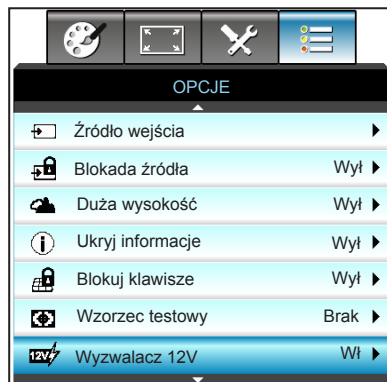 OPCJE
Źródło wejścia
Blokada źródła Wył
Duża wysokość Wył
Ukryj informacje Wył
Blokuj klawisze Wył
Wzorzec testowy Brak
12V Wyzwalacz 12V Wł